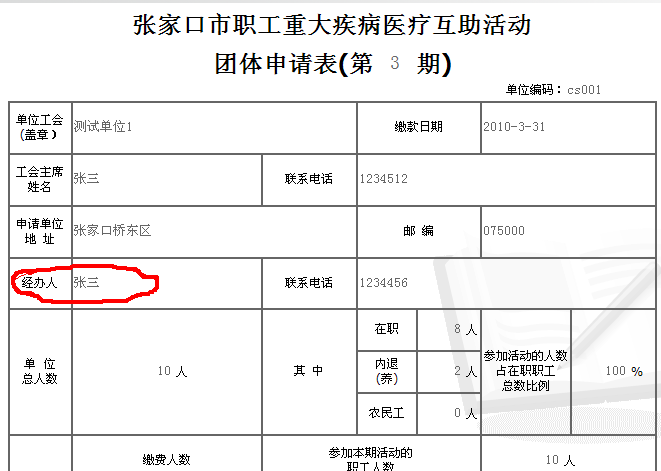 张家口市职工重大疾病医疗互助活动
团体申请表(第 3 期)
单位编码：cs001
单位工会
(盖章)
测试单位1
缴款日期
2010-3-31
工会主席
姓名
张三
联系电话
1234512
申请单位
地 址
张家口桥东区
邮 编
075000
经办人
张三
联系电话
1234456
单 位
总人数
10 人
其 中
在职
8 人
内退
(养)
2 人
农民工
0 人
参加活动的人数
占在职职工
总数比例
100 %
缴费人数
参加本期活动的
职工人数
10 人